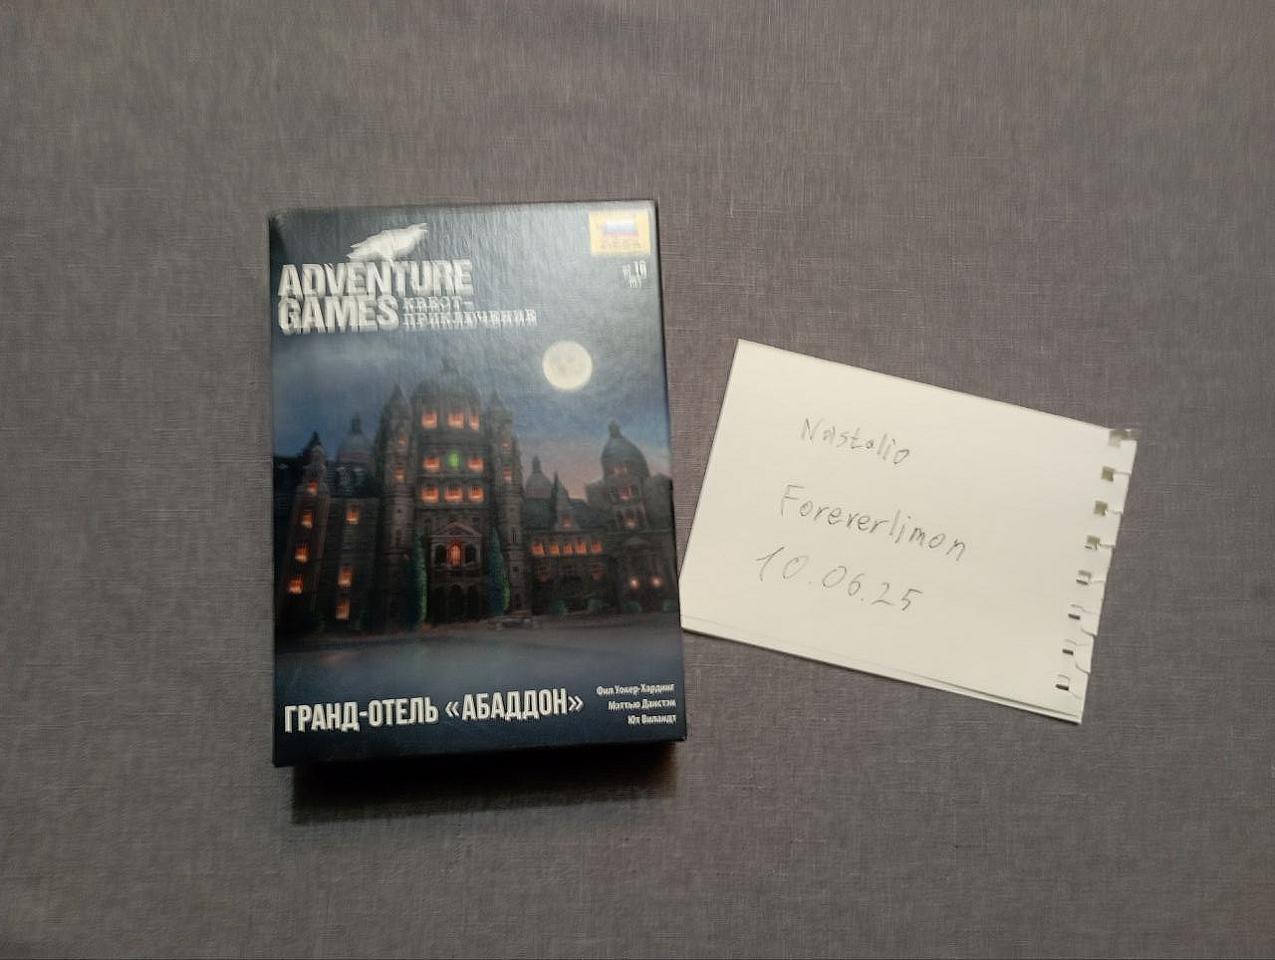 ADVENTURE
GAMES КВЕСТ-
ПРИКЛЮЧЕНИЕ
16
ГРАНД-ОТЕЛЬ «АБАДДОН»
Фил Уокер-Хардинг
Мэттью Данстэн
Юг Виландт
Nastalio
Foreverlimon
10.06.25